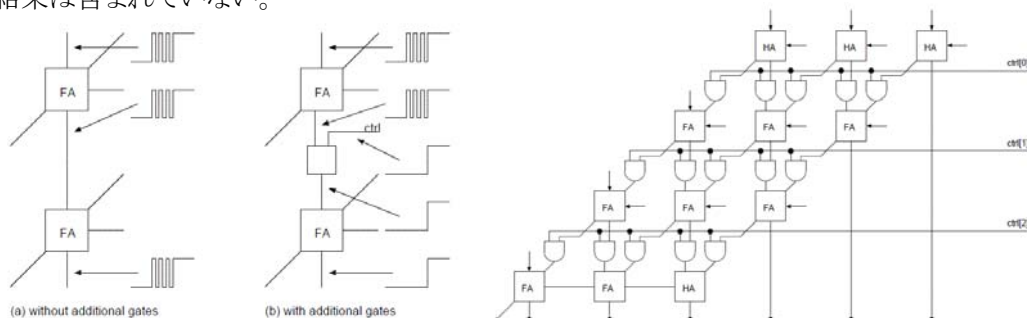 結果は含まれていない。
FA
FA
(a) without additional gates
FA
ctrl
FA
(b) with additional gates
HA HA HA
ctrl[0]
FA FA FA
ctrl[1]
FA FA FA
ctrl[2]
FA FA HA